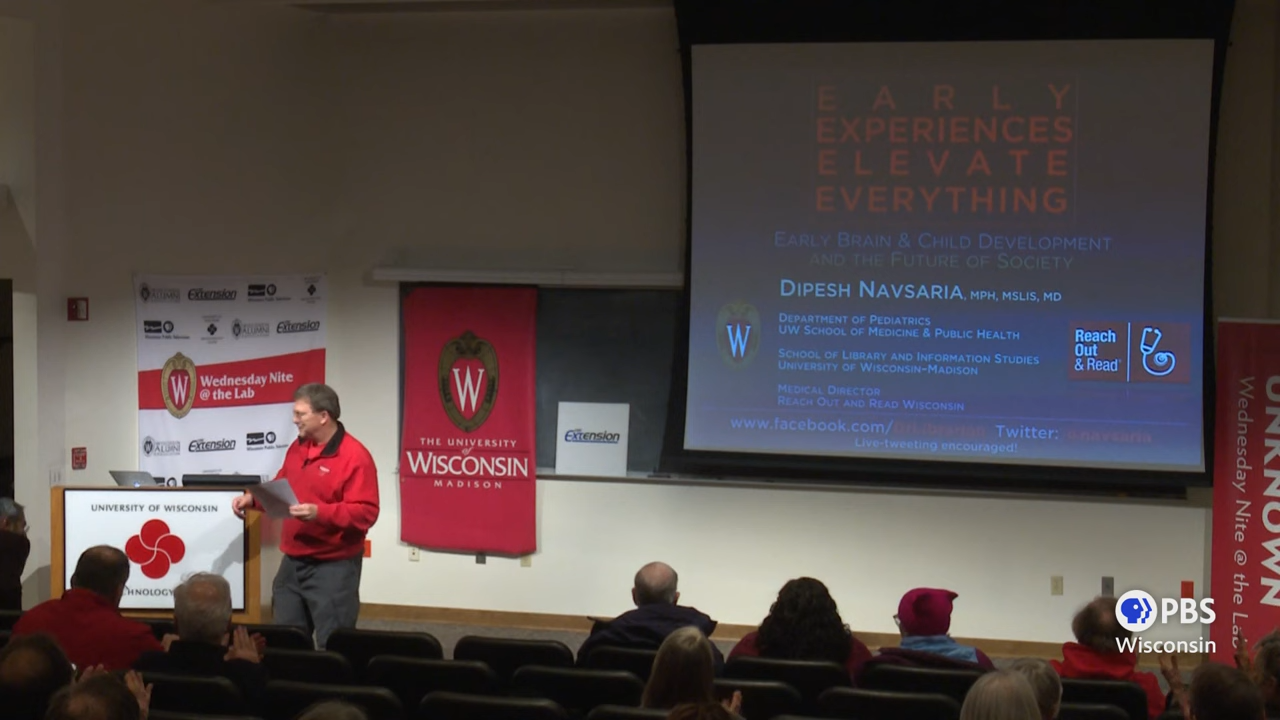 EARLY
EXPERIENCES
ELEVATE
EVERYTHING
EARLY BRAIN & CHILD DEVELOPMENT
AND THE FUTURE OF SOCIETY
DIPESH NAVSARIA, MPH, MSLIS, MD
DEPARTMENT OF PEDIATRICS
UW SCHOOL OF MEDICINE & PUBLIC HEALTH
SCHOOL OF LIBRARY AND INFORMATION STUDIES
UNIVERSITY OF WISCONSIN–MADISON
MEDICAL DIRECTOR
REACH OUT AND READ WISCONSIN
www.facebook.com/ Twitter:
Live-tweeting encouraged!
W
Reach
Out
& Read
Extension
Extension
W
Wednesday Nite
@ the Lab
Extension
W
THE UNIVERSITY
of
WISCONSIN
MADISON
Extension
UNIVERSITY OF WISCONSIN
UNKNOWN
Wednesday Nite @ the Lab
PBS
Wisconsin